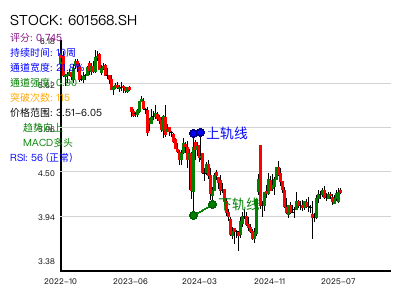 STOCK: 601568.SH
评分: 0.745
持续时间:
通道宽度:
通道强度:
突破次数:
价格范围: 3.51–6.05
趋势向上
MACD多头
RSI: 56 (正常)
上轨线
下轨线
4.50
3.94
3.38
2022–10
2023–06
2024–03
2024–11
2025–07